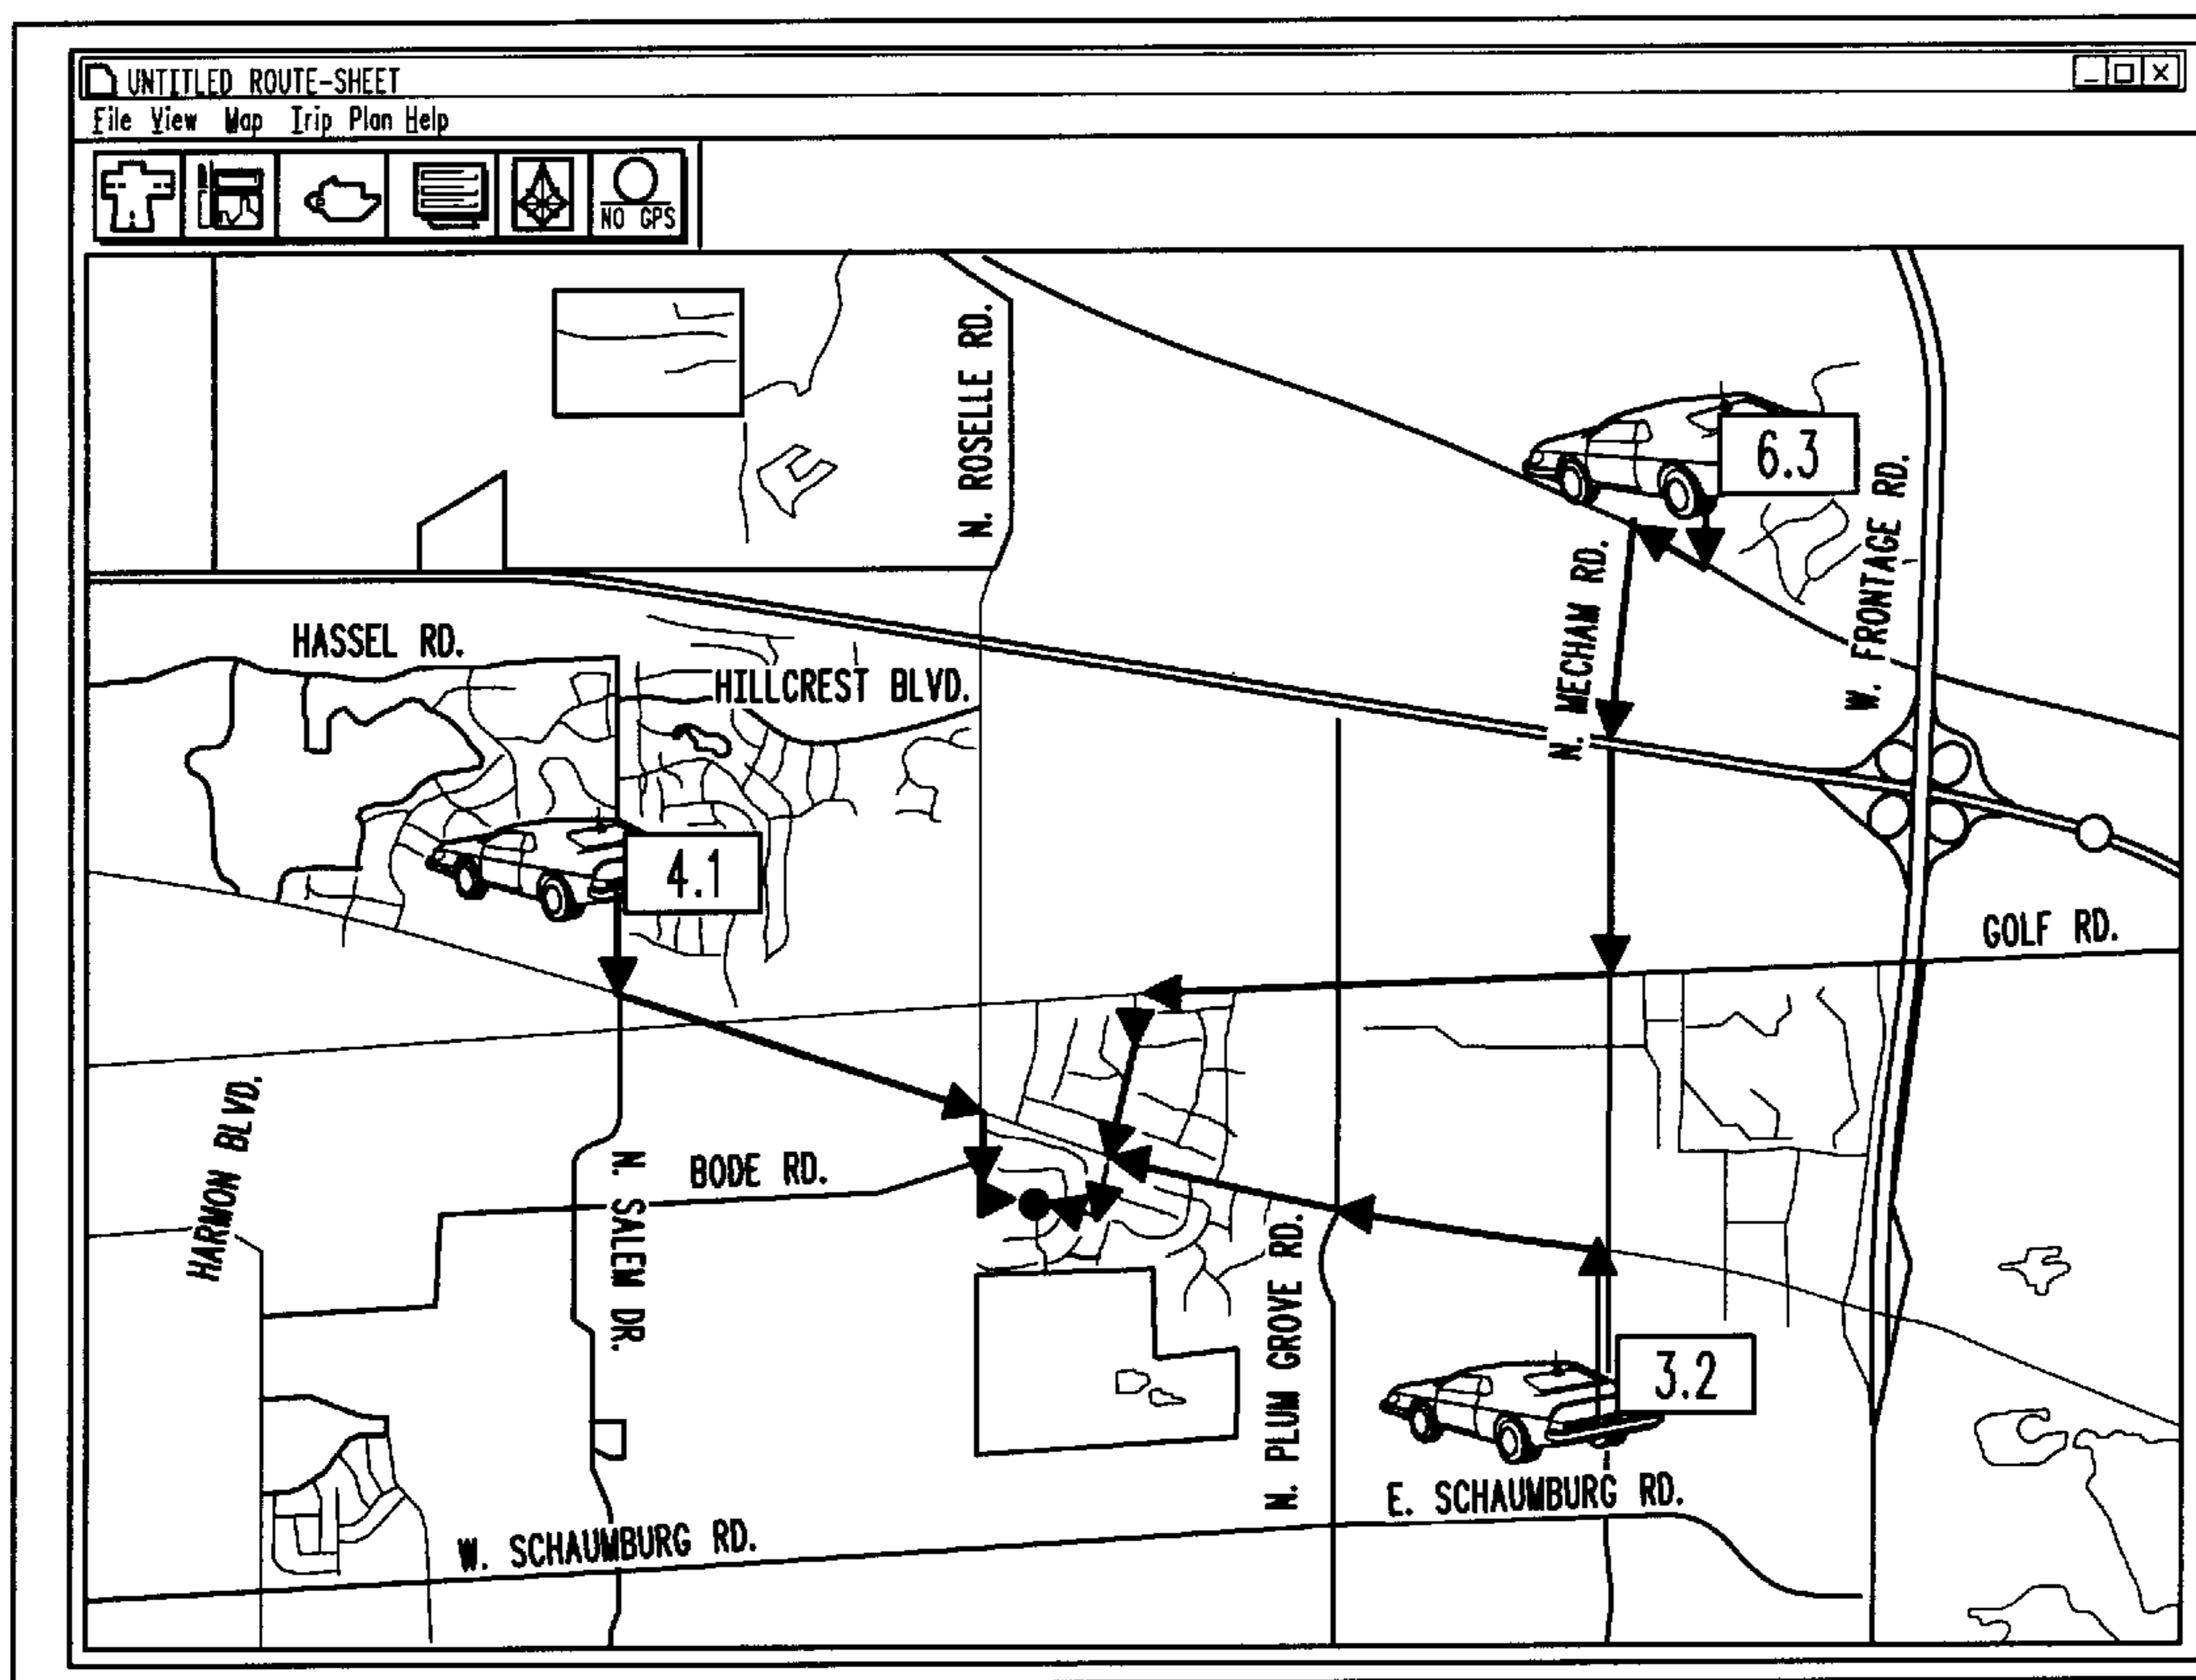 UNTITLED ROUTE-SHEET
File View Map Trip Plan Help
NO GPS
N. ROSELLE RD.
6.3
W. FRONTAGE RD.
N. MECHAM RD.
HASSEL RD.
HILLCREST BLVD.
4.1
GOLF RD.
HARMON BLVD.
BODE RD.
N. SALEM DR.
N. PLUM GROVE RD.
3.2
E. SCHAUMBURG RD.
W. SCHAUMBURG RD.